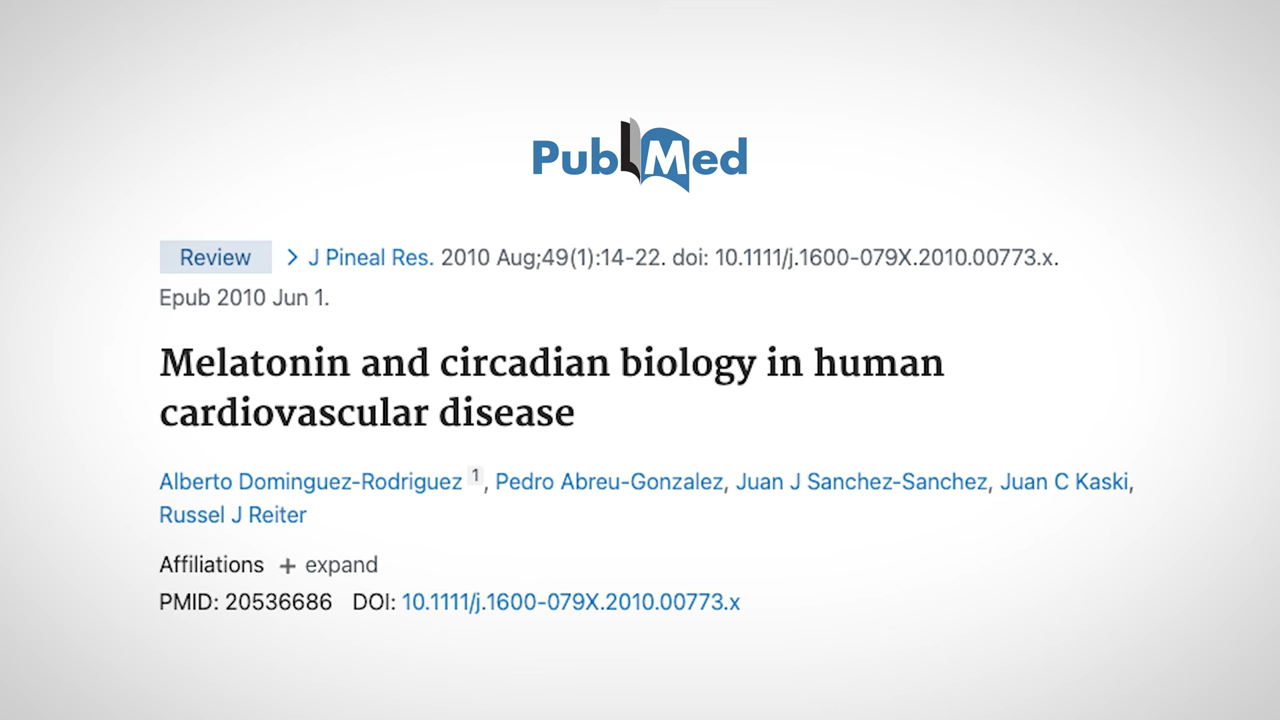 PubMed
Review > J Pineal Res. 2010 Aug;49(1):14-22. doi: 10.1111/j.1600-079X.2010.00773.x.
Epub 2010 Jun 1.
Melatonin and circadian biology in human
cardiovascular disease
Alberto Dominguez-Rodriguez 1, Pedro Abreu-Gonzalez, Juan J Sanchez-Sanchez, Juan C Kaski,
Russel J Reiter
Affiliations + expand
PMID: 20536686 DOI: 10.1111/j.1600-079X.2010.00773.x